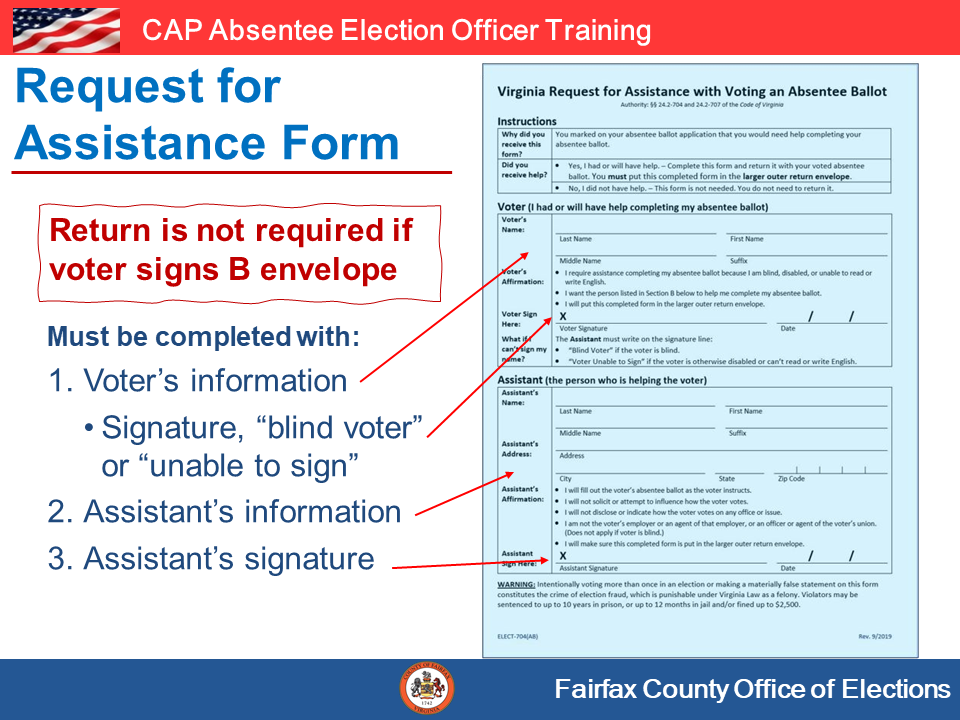 CAP Absentee Election Officer Training
Request for
Assistance Form
Return is not required if
voter signs B envelope
Must be completed with:
1. Voter’s information
• Signature, “blind voter”
or “unable to sign”
2. Assistant’s information
3. Assistant’s signature
Virginia Request for Assistance with Voting an Absentee Ballot
Authority: §§ 24.2-704 and 24.2-707 of the Code of Virginia
Instructions
Why did you
receive this
form?
You marked on your absentee ballot application that you would need help completing your
absentee ballot.
Did you
receive help?
• Yes, I had or will have help. – Complete this form and return it with your voted absentee
ballot. You must put this completed form in the larger outer return envelope.
• No, I did not have help. – This form is not needed. You do not need to return it.
Voter (I had or will have help completing my absentee ballot)
Voter’s
Name:
Last Name First Name
Middle Name Suffix
Voter’s
Affirmation:
• I require assistance completing my absentee ballot because I am blind, disabled, or unable to read or
write English.
• I want the person listed in Section B below to help me complete my absentee ballot.
• I will put this completed form in the larger outer return envelope.
Voter Sign
Here:
X / /
Voter Signature Date
What if I
can’t sign my
name?
The Assistant must write on the signature line:
• “Blind Voter” if the voter is blind.
• “Voter Unable to Sign” if the voter is otherwise disabled or can’t read or write English.
Assistant (the person who is helping the voter)
Assistant’s
Name:
Last Name First Name
Middle Name Suffix
Assistant’s
Address:
Address
City State Zip Code
Assistant’s
Affirmation:
• I will fill out the voter’s absentee ballot as the voter instructs.
• I will not solicit or attempt to influence how the voter votes.
• I will not disclose or indicate how the voter votes on any office or issue.
• I am not the voter’s employer or an agent of that employer, or an officer or agent of the voter’s union.
(Does not apply if voter is blind.)
• I will make sure this completed form is put in the larger outer return envelope.
Assistant
Sign Here:
X / /
Assistant Signature Date
WARNING: Intentionally voting more than once in an election or making a materially false statement on this form
constitutes the crime of election fraud, which is punishable under Virginia Law as a felony. Violators may be
sentenced to up to 10 years in prison, or up to 12 months in jail and/or fined up to $2,500.
ELECT-704(AB) Rev. 9/2019
COUNTY OF FAIRFAX
VIRGINIA
1742
Fairfax County Office of Elections